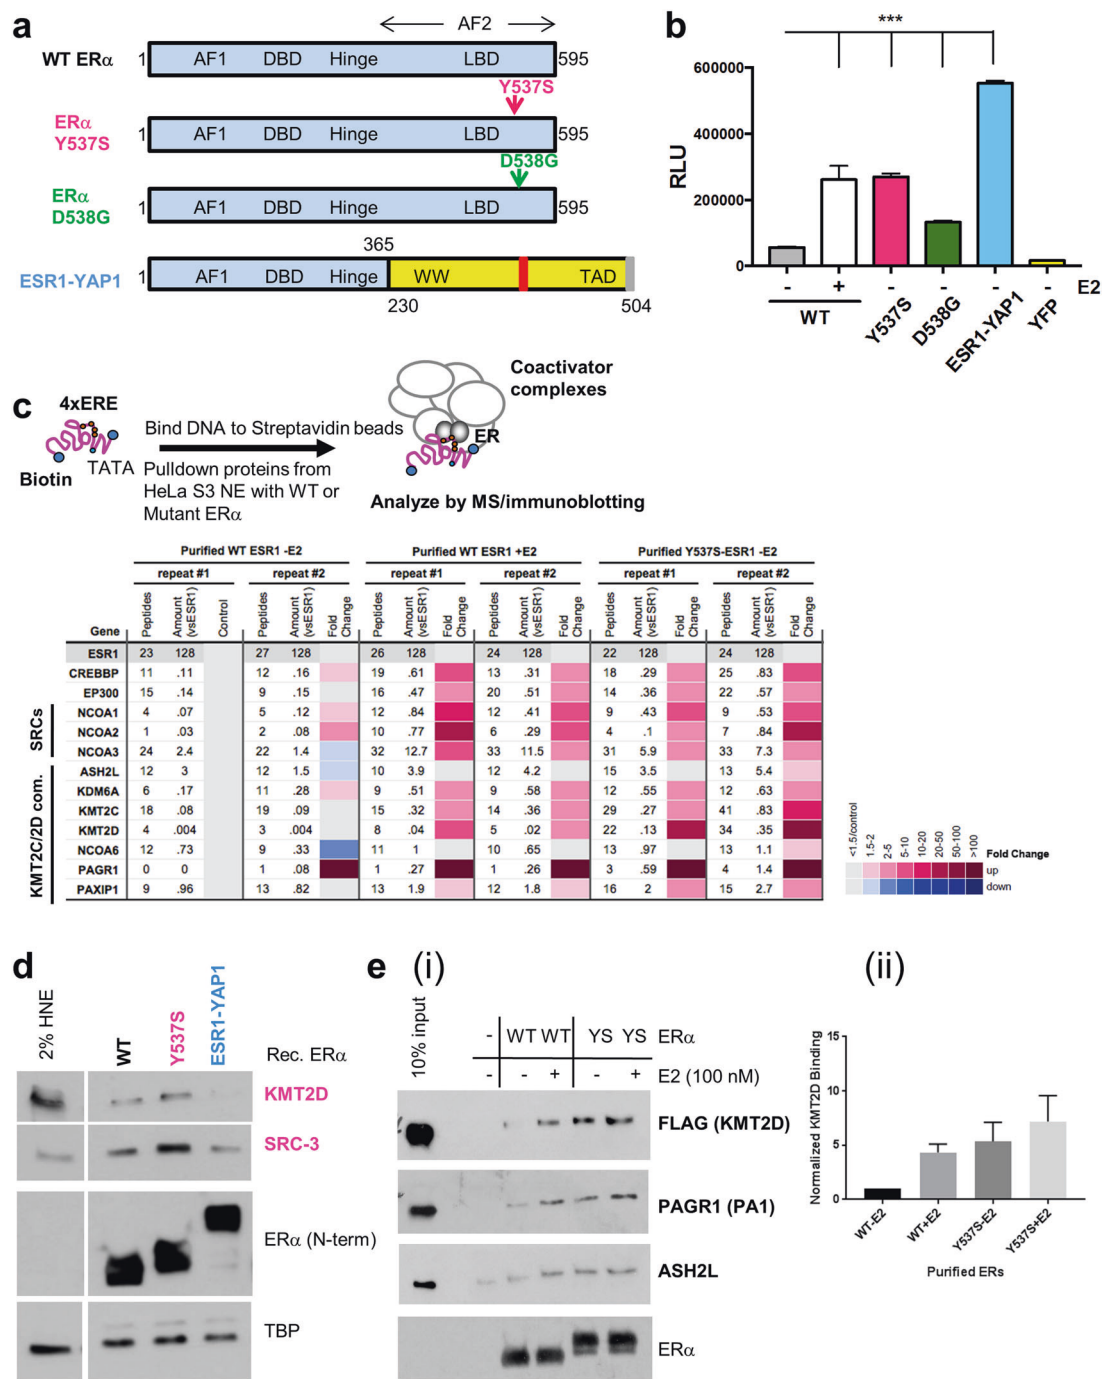 a
AF2
WT ERα 1 AF1 DBD Hinge LBD 595
Y537S
ERα Y537S 1 AF1 DBD Hinge LBD 595
D538G
ERα D538G 1 AF1 DBD Hinge LBD 595
365
ESR1-YAP1 1 AF1 DBD Hinge WW TAD
230 504
b
***
RLU
600000
400000
200000
0
- + - - - - E2
WT Y537S D538G ESR1-YAP1 YFP
c
4xERE
Biotin TATA
Bind DNA to Streptavidin beads
Pulldown proteins from
HeLa S3 NE with WT or
Mutant ERα
Coactivator
complexes
ER
Analyze by MS/immunoblotting
Purified WT ESR1 -E2 Purified WT ESR1 +E2 Purified Y537S-ESR1 -E2
repeat #1 repeat #2 repeat #1 repeat #2 repeat #1 repeat #2
Gene Peptides Amount (vsESR1) Control Peptides Amount (vsESR1) Fold Change Peptides Amount (vsESR1) Fold Change Peptides Amount (vsESR1) Fold Change Peptides Amount (vsESR1) Fold Change Peptides Amount (vsESR1) Fold Change
ESR1 23 128 27 128 26 128 24 128 22 128 24 128
CREBBP 11 .11 12 .16 19 .61 13 .31 18 .29 25 .83
EP300 15 .14 9 .15 16 .47 20 .51 14 .36 22 .57
SRCs
NCOA1 4 .07 5 .12 12 .84 12 .41 9 .43 9 .53
NCOA2 1 .03 2 .08 10 .77 6 .29 4 .1 7 .84
NCOA3 24 2.4 22 1.4 32 12.7 33 11.5 31 5.9 33 7.3
KMT2C/2D com.
ASH2L 12 3 12 1.5 10 3.9 12 4.2 15 3.5 13 5.4
KDM6A 6 .17 11 .28 9 .51 9 .58 12 .55 12 .63
KMT2C 18 .08 19 .09 15 .32 14 .36 29 .27 41 .83
KMT2D 4 .004 3 .004 8 .04 5 .02 22 .13 34 .35
NCOA6 12 .73 9 .33 11 1 10 .65 13 .97 13 1.1
PAGR1 0 0 1 .08 1 .27 1 .26 3 .59 4 1.4
PAXIP1 9 .96 13 .82 13 1.9 12 1.8 16 2 15 2.7
<1.5/control 1.5-2 2-5 5-10 10-20 20-50 50-100 >100 Fold Change
up
down
d
2% HNE WT Y537S ESR1-YAP1 Rec. ERα
KMT2D
SRC-3
ERα (N-term)
TBP
e (i)
10% input - WT WT YS YS ERα
- - + - + E2 (100 nM)
FLAG (KMT2D)
PAGR1 (PA1)
ASH2L
ERα
(ii)
Normalized KMT2D Binding
15
10
5
0
WT-E2 WT+E2 Y537S-E2 Y537S+E2
Purified ERs